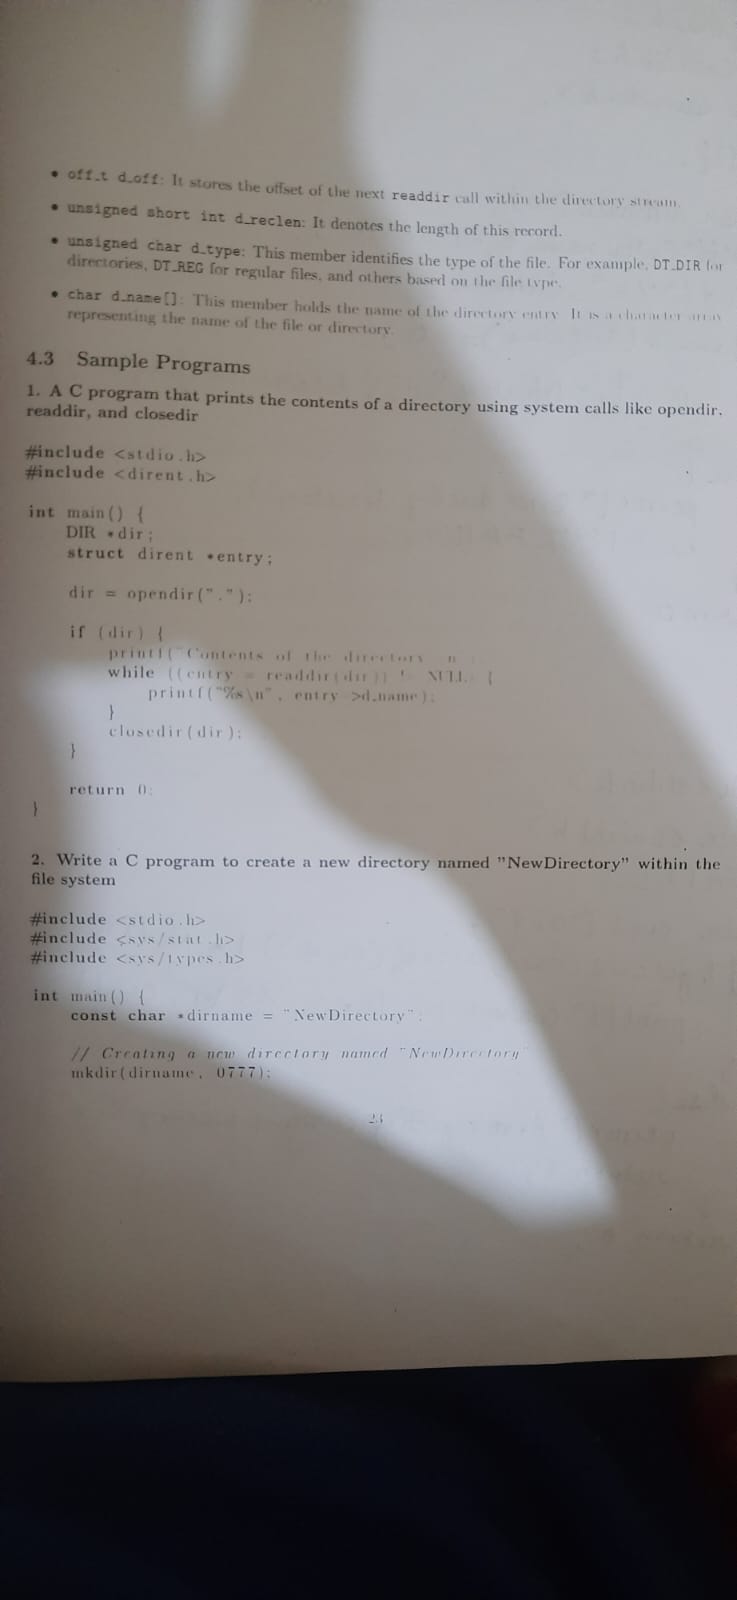 • off_t d_off: It stores the offset of the next readdir call within the directory stream.
• unsigned short int d_reclen: It denotes the length of this record.
• unsigned char d_type: This member identifies the type of the file. For example, DT_DIR for
directories, DT_REG for regular files, and others based on the file type.
• char d_name[]: This member holds the name of the directory entry. It is a character array
representing the name of the file or directory.
4.3 Sample Programs
1. A C program that prints the contents of a directory using system calls like opendir,
readdir, and closedir
#include <stdio.h>
#include <dirent.h>
int main() {
DIR *dir;
struct dirent *entry;
dir = opendir(".");
if (dir) {
printf("Contents of the directory
while ((entry = readdir(dir)) != NULL) {
printf("%s\n", entry->d_name);
}
closedir(dir);
}
return 0;
}
2. Write a C program to create a new directory named "NewDirectory" within the
file system
#include <stdio.h>
#include <sys/stat.h>
#include <sys/types.h>
int main() {
const char *dirname = "NewDirectory";
// Creating a new directory named "NewDirectory"
mkdir(dirname, 0777);
23